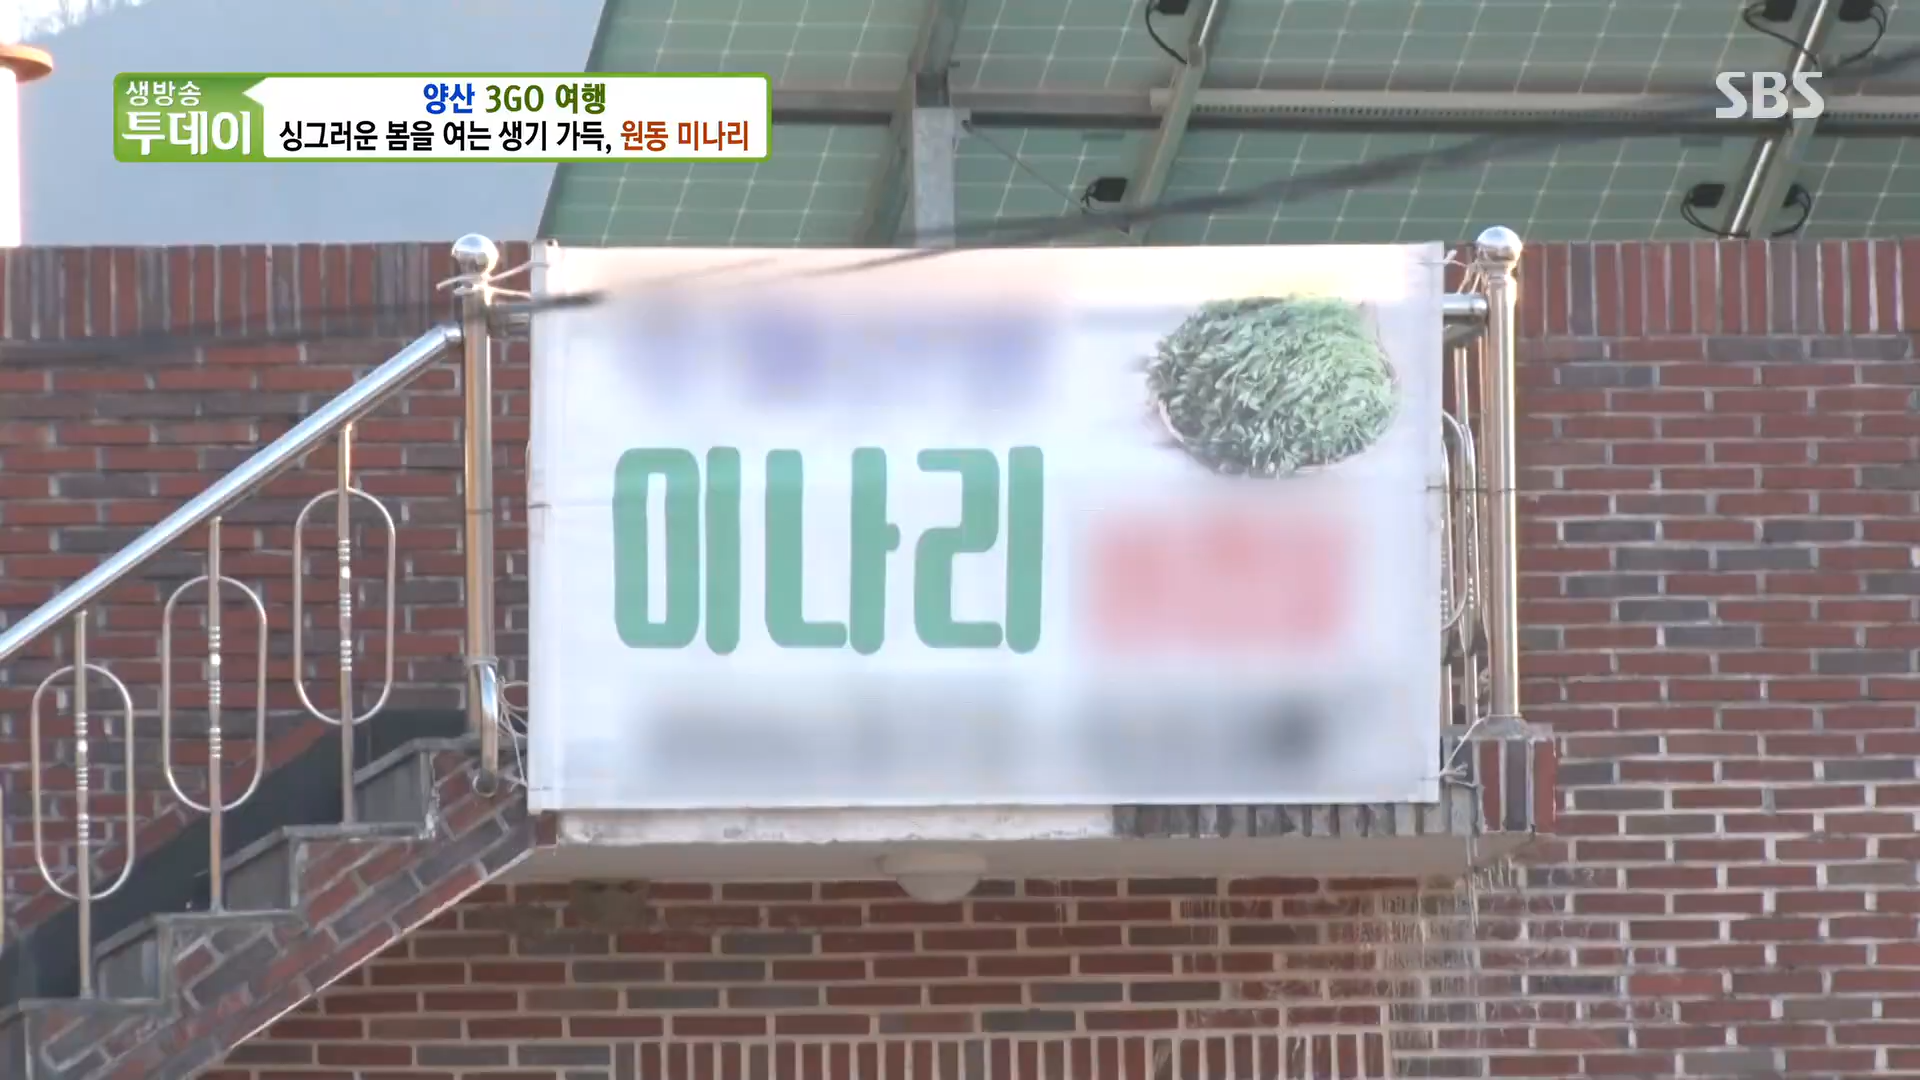 생방송
투데이
양산 3GO 여행
싱그러운 봄을 여는 생기 가득, 원동 미나리
SBS
미나리